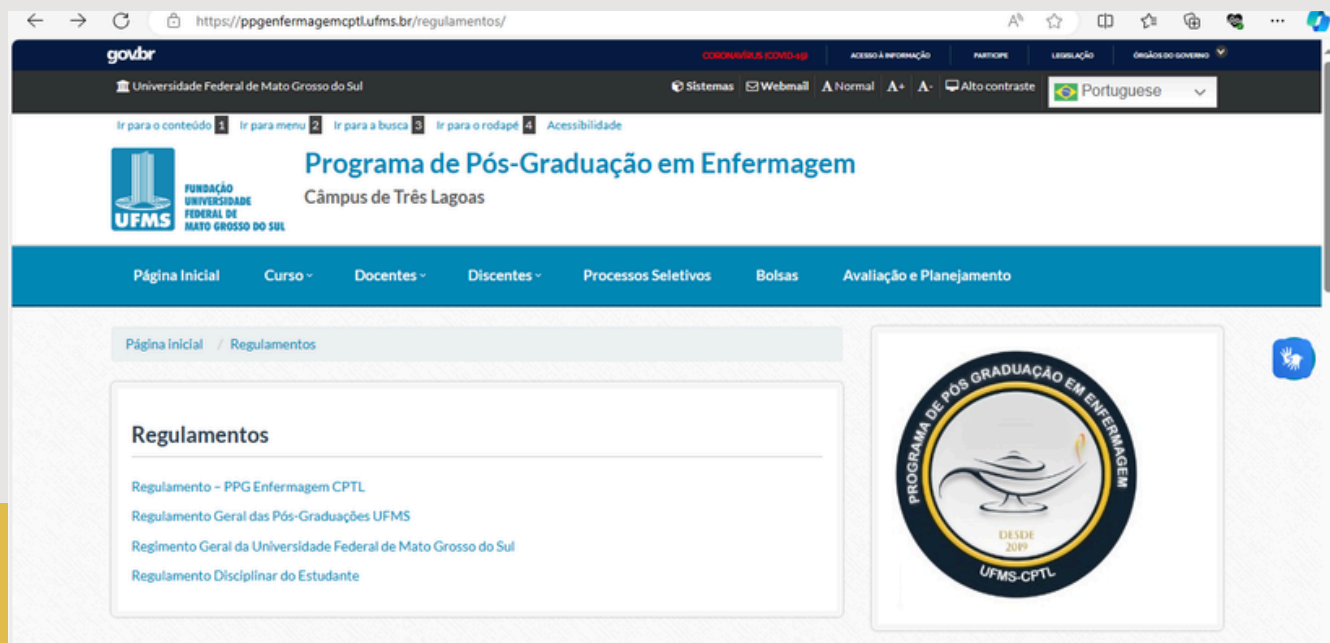 https://ppgenfermagemcptl.ufms.br/regulamentos/
gov.br CORONAVÍRUS (COVID-19) ACESSO À INFORMAÇÃO PARTICIPE LEGISLAÇÃO ÓRGÃOS DO GOVERNO
Universidade Federal de Mato Grosso do Sul Sistemas Webmail A Normal A+ A- Alto contraste Portuguese
Ir para o conteúdo 1 Ir para menu 2 Ir para a busca 3 Ir para o rodapé 4 Acessibilidade
Programa de Pós-Graduação em Enfermagem
Câmpus de Três Lagoas
UFMS
FUNDAÇÃO
UNIVERSIDADE
FEDERAL DE
MATO GROSSO DO SUL
Página Inicial Curso Docentes Discentes Processos Seletivos Bolsas Avaliação e Planejamento
Página inicial / Regulamentos
Regulamentos
Regulamento – PPG Enfermagem CPTL
Regulamento Geral das Pós-Graduações UFMS
Regimento Geral da Universidade Federal de Mato Grosso do Sul
Regulamento Disciplinar do Estudante
PROGRAMA DE PÓS GRADUAÇÃO EM ENFERMAGEM
DESDE
2019
UFMS-CPTL